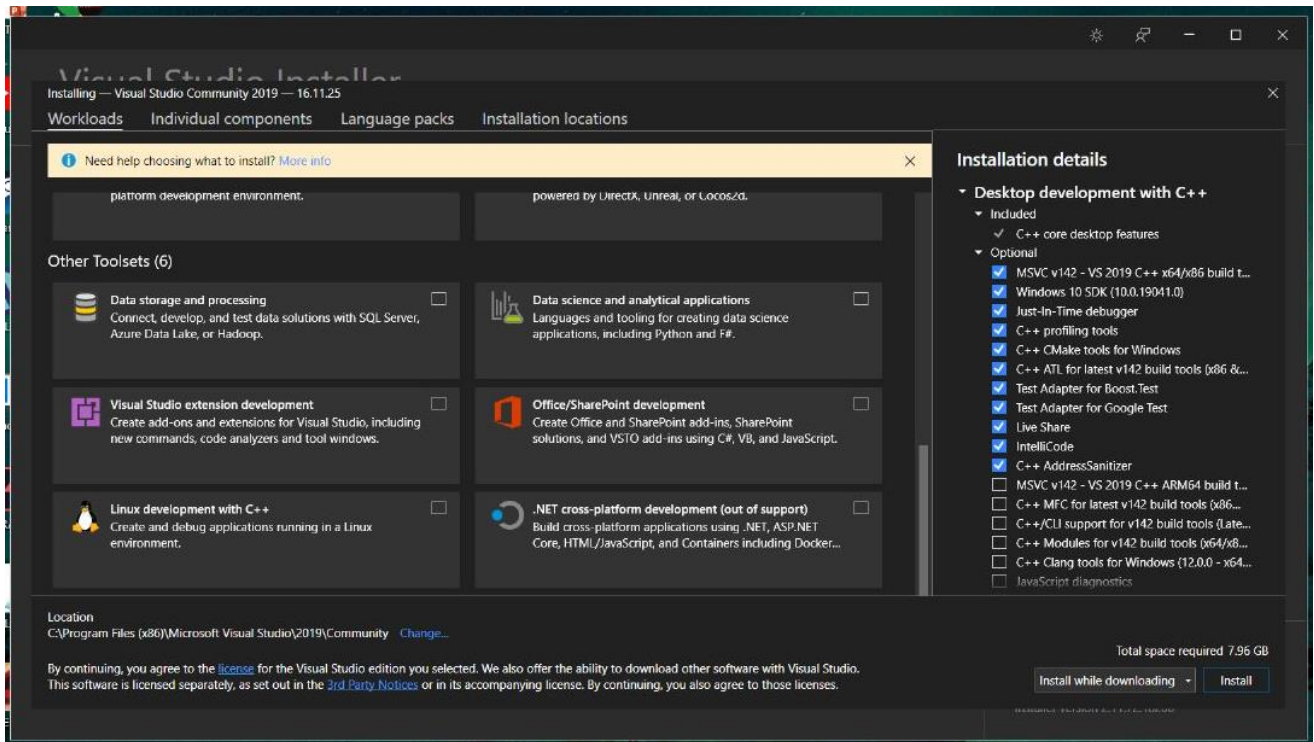 Visual Studio Installer
Installing — Visual Studio Community 2019 — 16.11.25
Workloads Individual components Language packs Installation locations
Need help choosing what to install? More info
platform development environment.
powered by DirectX, Unreal, or Cocos2d.
Other Toolsets (6)
Data storage and processing
Connect, develop, and test data solutions with SQL Server,
Azure Data Lake, or Hadoop.
Data science and analytical applications
Languages and tooling for creating data science
applications, including Python and F#.
Visual Studio extension development
Create add-ons and extensions for Visual Studio, including
new commands, code analyzers and tool windows.
Office/SharePoint development
Create Office and SharePoint add-ins, SharePoint
solutions, and VSTO add-ins using C#, VB, and JavaScript.
Linux development with C++
Create and debug applications running in a Linux
environment.
.NET cross-platform development (out of support)
Build cross-platform applications using .NET, ASP.NET
Core, HTML/JavaScript, and Containers including Docker...
Installation details
Desktop development with C++
Included
C++ core desktop features
Optional
MSVC v142 - VS 2019 C++ x64/x86 build t...
Windows 10 SDK (10.0.19041.0)
Just-In-Time debugger
C++ profiling tools
C++ CMake tools for Windows
C++ ATL for latest v142 build tools (x86 &...
Test Adapter for Boost.Test
Test Adapter for Google Test
Live Share
IntelliCode
C++ AddressSanitizer
MSVC v142 - VS 2019 C++ ARM64 build t...
C++ MFC for latest v142 build tools (x86...
C++/CLI support for v142 build tools (Late...
C++ Modules for v142 build tools (x64/x8...
C++ Clang tools for Windows (12.0.0 - x64...
JavaScript diagnostics
Location
C:\Program Files (x86)\Microsoft Visual Studio\2019\Community Change...
By continuing, you agree to the license for the Visual Studio edition you selected. We also offer the ability to download other software with Visual Studio.
This software is licensed separately, as set out in the 3rd Party Notices or in its accompanying license. By continuing, you also agree to those licenses.
Total space required 7.96 GB
Install while downloading Install